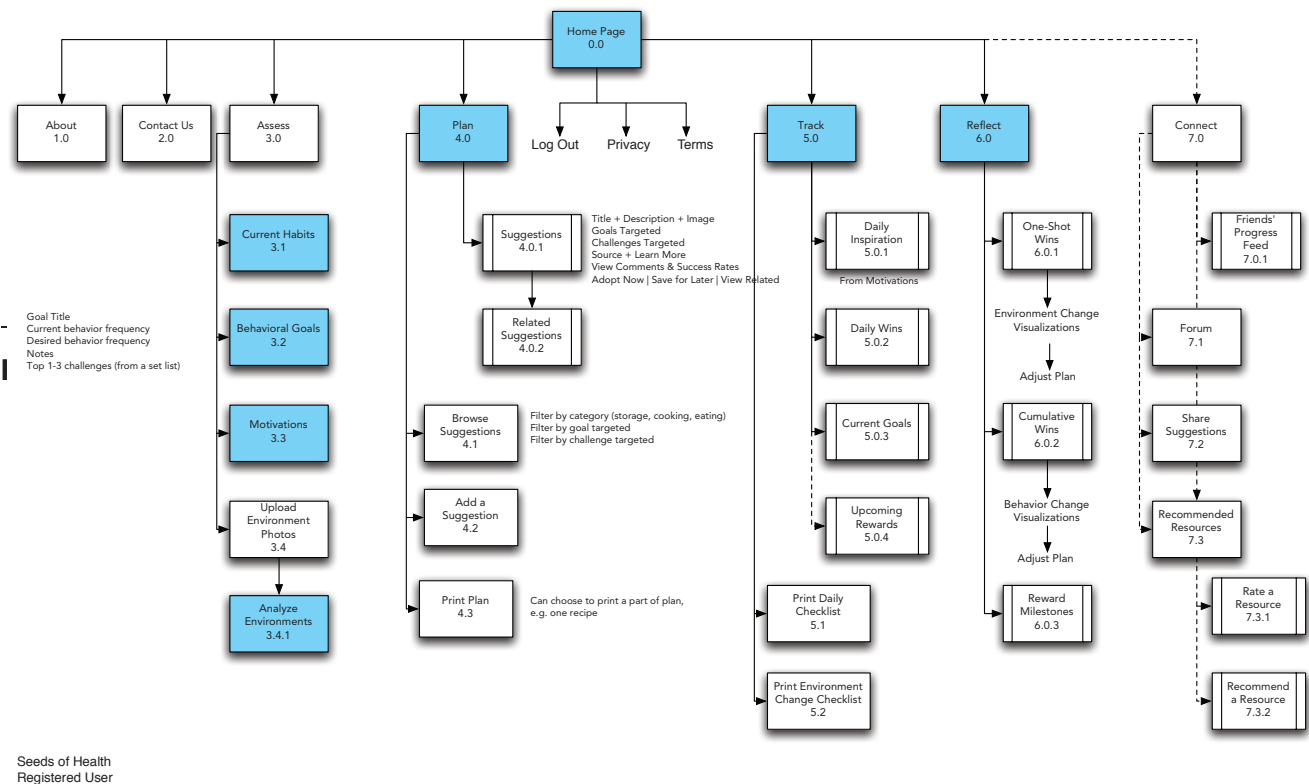 Home Page
0.0
About
1.0
Contact Us
2.0
Assess
3.0
Plan
4.0
Log Out
Privacy
Terms
Track
5.0
Reflect
6.0
Connect
7.0
Current Habits
3.1
Goal Title
Current behavior frequency
Desired behavior frequency
Notes
Top 1-3 challenges (from a set list)
Behavioral Goals
3.2
Motivations
3.3
Upload
Environment
Photos
3.4
Analyze
Environments
3.4.1
Suggestions
4.0.1
Title + Description + Image
Goals Targeted
Challenges Targeted
Source + Learn More
View Comments & Success Rates
Adopt Now | Save for Later | View Related
Related
Suggestions
4.0.2
Browse
Suggestions
4.1
Filter by category (storage, cooking, eating)
Filter by goal targeted
Filter by challenge targeted
Add a
Suggestion
4.2
Print Plan
4.3
Can choose to print a part of plan,
e.g. one recipe
Daily
Inspiration
5.0.1
From Motivations
Daily Wins
5.0.2
Current Goals
5.0.3
Upcoming
Rewards
5.0.4
Print Daily
Checklist
5.1
Print Environment
Change Checklist
5.2
One-Shot
Wins
6.0.1
Environment Change
Visualizations
Adjust Plan
Cumulative
Wins
6.0.2
Behavior Change
Visualizations
Adjust Plan
Reward
Milestones
6.0.3
Friends'
Progress
Feed
7.0.1
Forum
7.1
Share
Suggestions
7.2
Recommended
Resources
7.3
Rate a
Resource
7.3.1
Recommend
a Resource
7.3.2
Seeds of Health
Registered User